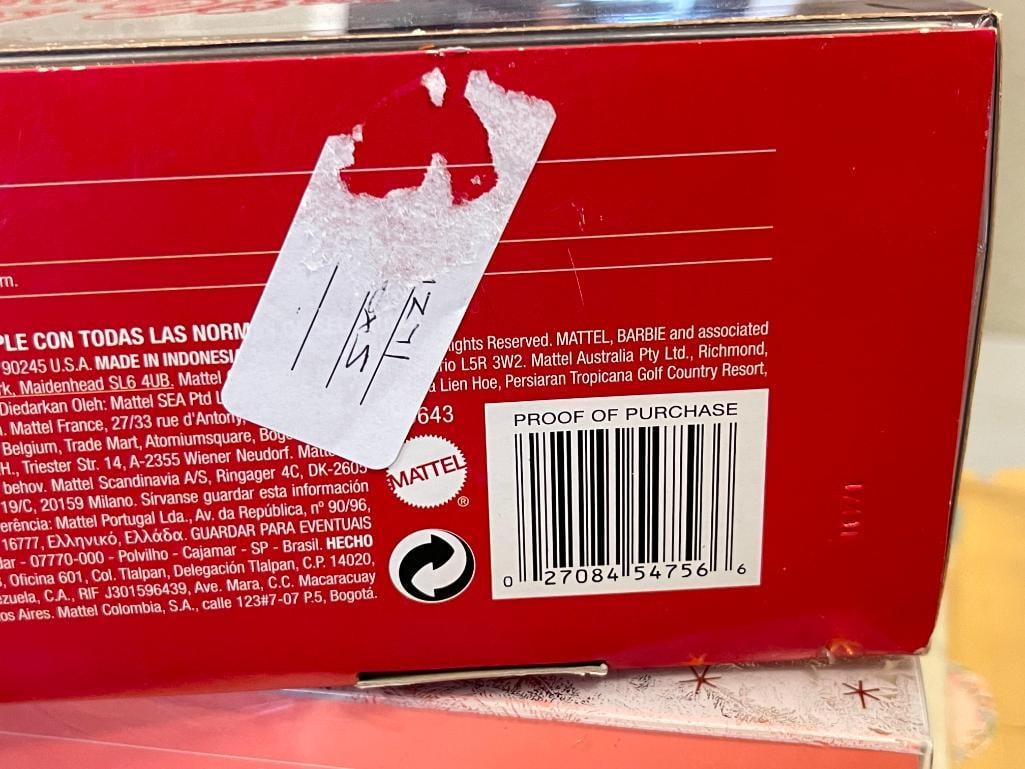 m.
PLE CON TODAS LAS NORM
90245 U.S.A. MADE IN INDONESI
rk, Maidenhead SL6 4UB. Mattel
Diedarkan Oleh: Mattel SEA Ptd L
. Mattel France, 27/33 rue d'Antony,
Belgium, Trade Mart, Atomiumsquare, Bog
H., Triester Str. 14, A-2355 Wiener Neudorf. Matt
behov. Mattel Scandinavia A/S, Ringager 4C, DK-2605
19/C, 20159 Milano. Sírvanse guardar esta información
erência: Mattel Portugal Lda., Av. da República, nº 90/96,
16777, Ελληνικό, Ελλάδα. GUARDAR PARA EVENTUAIS
dar - 07770-000 - Polvilho - Cajamar - SP - Brasil. HECHO
, Oficina 601, Col. Tlalpan, Delegación Tlalpan, C.P. 14020,
ezuela, C.A., RIF J301596439, Ave. Mara, C.C. Macaracuay
os Aires. Mattel Colombia, S.A., calle 123#7-07 P.5, Bogotá.
ights Reserved. MATTEL, BARBIE and associated
rio L5R 3W2. Mattel Australia Pty Ltd., Richmond,
a Lien Hoe, Persiaran Tropicana Golf Country Resort,
643
MATTEL
®
PROOF OF PURCHASE
0 27084 54756 6